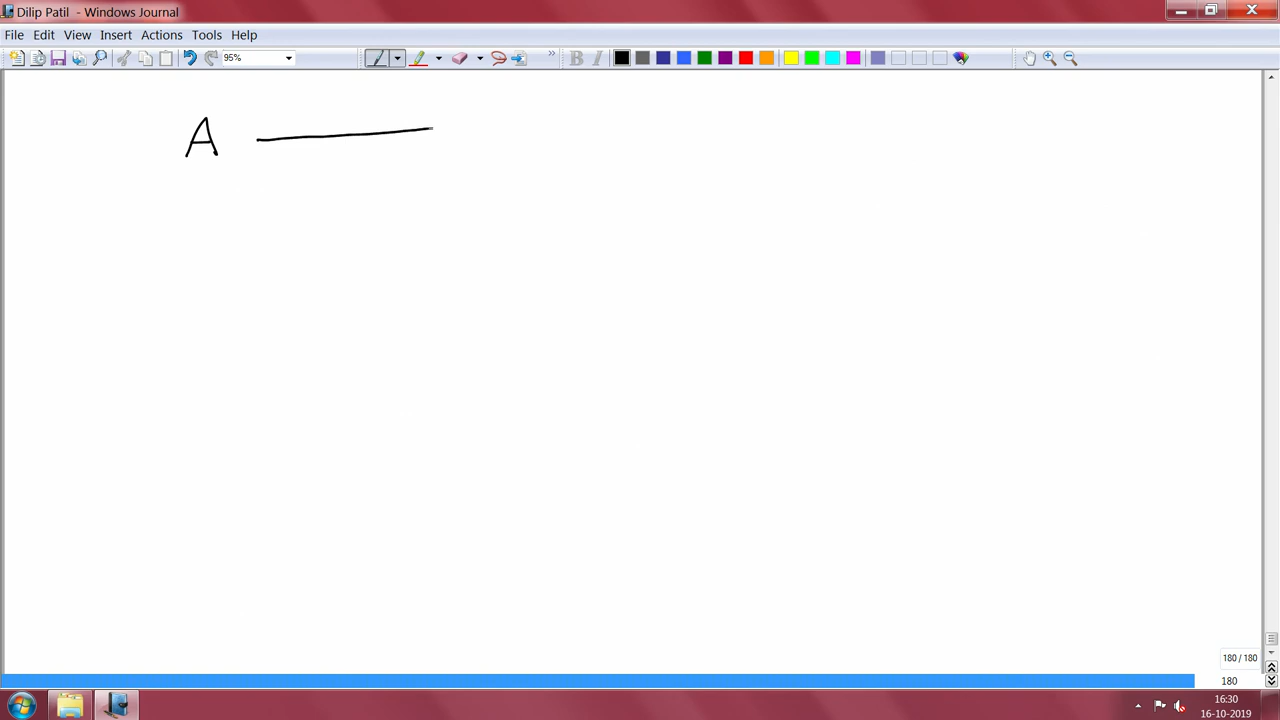 Dilip Patil - Windows Journal
File Edit View Insert Actions Tools Help
95%
B I
A
180 / 180
180
16:30
16-10-2019